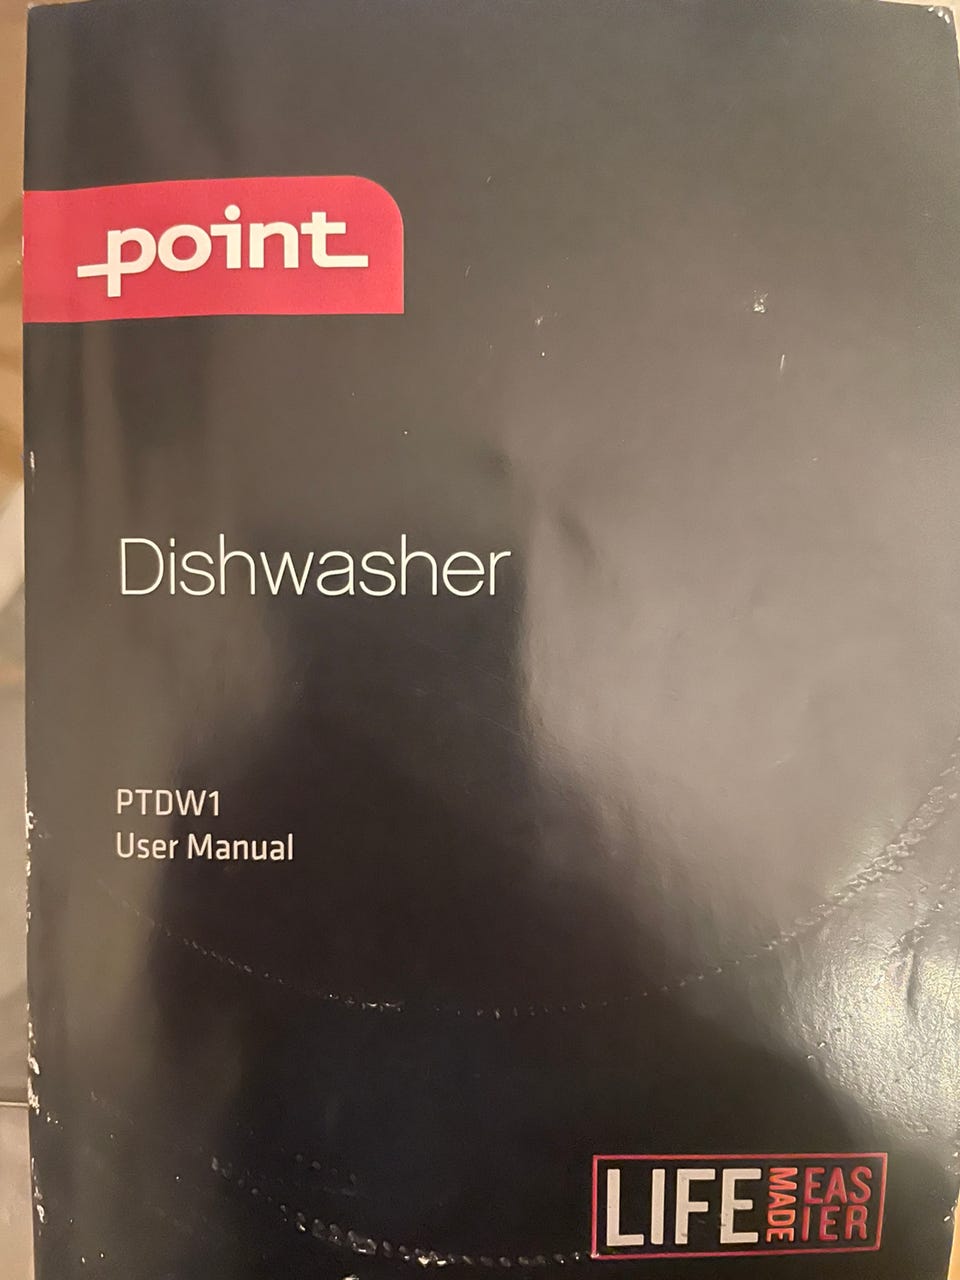 point
Dishwasher
PTDW1
User Manual
LIFE MADE EASIER